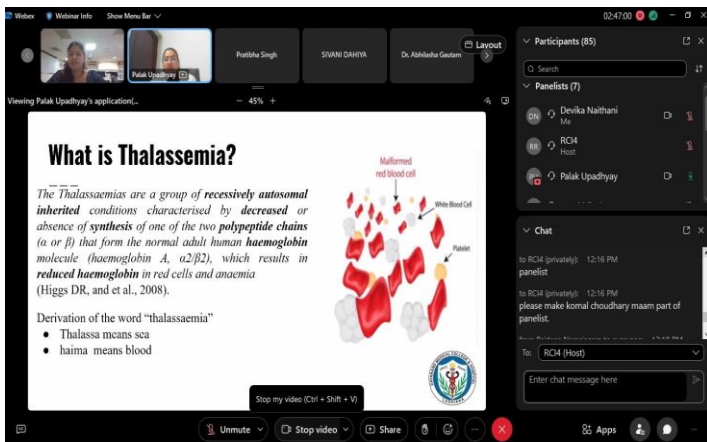 Webex
Webinar Info
Show Menu Bar
02:47:00
Palak Upadhyay
Pratibha Singh
SIVANI DAHIYA
Dr. Abhilasha Gautam
Layout
Viewing Palak Upadhyay's application(...
45%
What is Thalassemia?
The Thalassaemias are a group of recessively autosomal
inherited conditions characterised by decreased or
absence of synthesis of one of the two polypeptide chains
(α or β) that form the normal adult human haemoglobin
molecule (haemoglobin A, α2/β2), which results in
reduced haemoglobin in red cells and anaemia
(Higgs DR, and et al., 2008).
Derivation of the word “thalassaemia”
● Thalassa means sea
● haima means blood
Malformed
red blood cell
White Blood Cell
Platelet
Stop my video (Ctrl + Shift + V)
Participants (85)
Search
Panelists (7)
DN
Devika Naithani
Me
RR
RCI4
Host
Palak Upadhyay
Chat
to RCI4 (privately): 12:16 PM
panelist
to RCI4 (privately): 12:16 PM
please make komal choudhary maam part of
panelist.
To:
RCI4 (Host)
Enter chat message here
Unmute
Stop video
Share
Apps